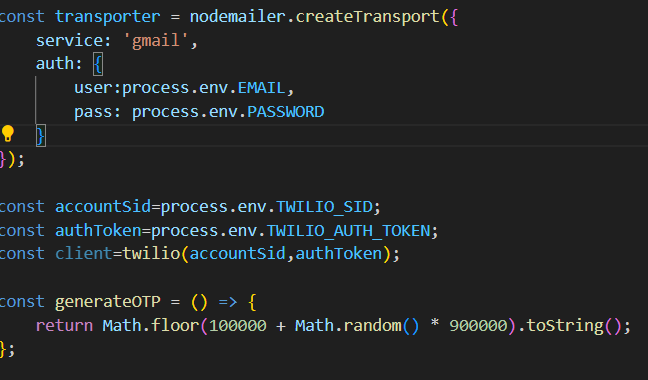 const transporter = nodemailer.createTransport({
    service: 'gmail',
    auth: {
        user:process.env.EMAIL,
        pass: process.env.PASSWORD
    }
});
const accountSid=process.env.TWILIO_SID;
const authToken=process.env.TWILIO_AUTH_TOKEN;
const client=twilio(accountSid,authToken);
const generateOTP = () => {
    return Math.floor(100000 + Math.random() * 900000).toString();
};